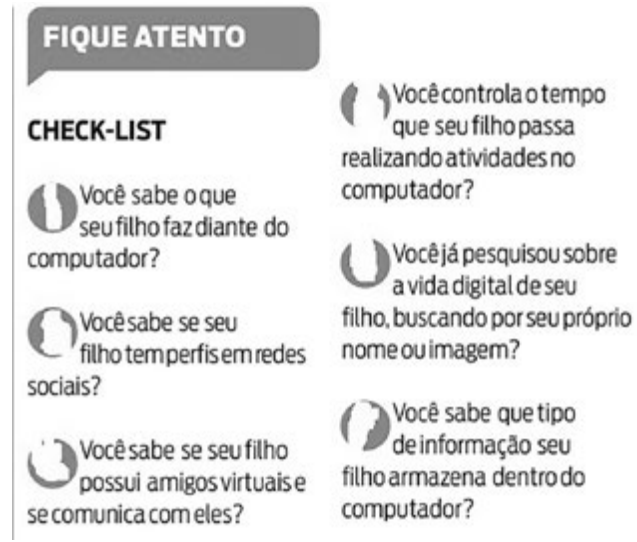 FIQUE ATENTO
CHECK-LIST
Você sabe o que
seu filho faz diante do
computador?
Você sabe se seu
filho tem perfis em redes
sociais?
Você sabe se seu filho
possui amigos virtuais e
se comunica com eles?
Você controla o tempo
que seu filho passa
realizando atividades no
computador?
Você já pesquisou sobre
a vida digital de seu
filho, buscando por seu próprio
nome ou imagem?
Você sabe que tipo
de informação seu
filho armazena dentro do
computador?